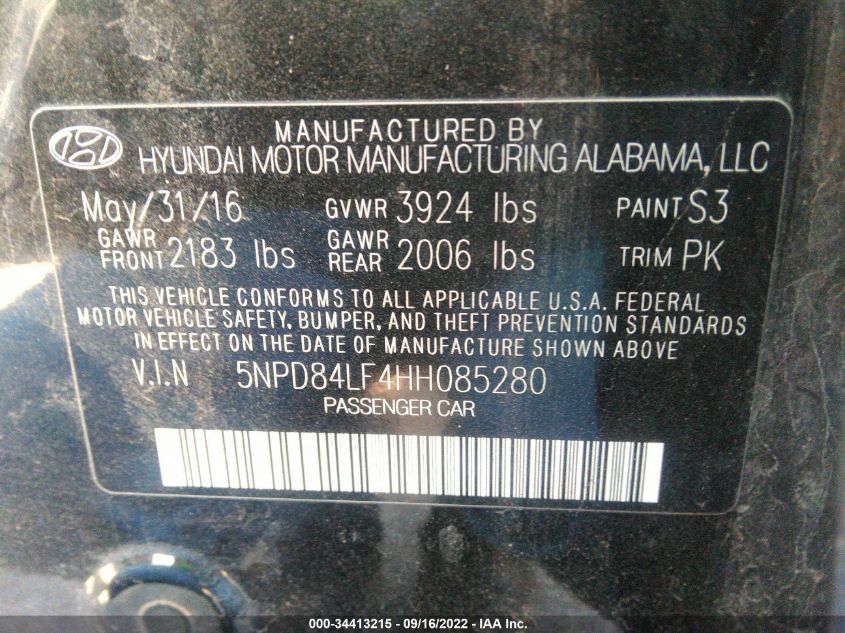 MANUFACTURED BY
HYUNDAI MOTOR MANUFACTURING ALABAMA, LLC
May/31/16 GVWR 3924 lbs PAINT S3
GAWR FRONT 2183 lbs GAWR REAR 2006 lbs TRIM PK
THIS VEHICLE CONFORMS TO ALL APPLICABLE U.S.A. FEDERAL
MOTOR VEHICLE SAFETY, BUMPER, AND THEFT PREVENTION STANDARDS
IN EFFECT ON THE DATE OF MANUFACTURE SHOWN ABOVE
V.I.N 5NPD84LF4HH085280
PASSENGER CAR
000-34413215 - 09/16/2022 - IAA Inc.